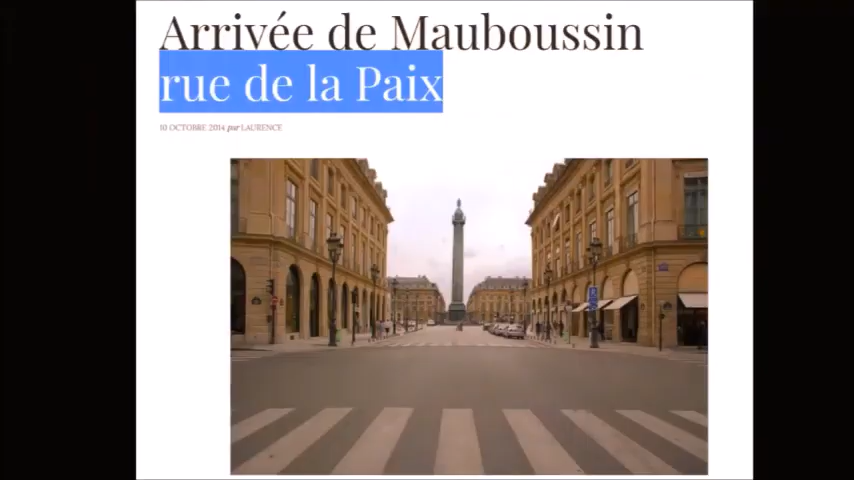 Arrivée de Mauboussin
rue de la Paix
10 OCTOBRE 2014 par LAURENCE